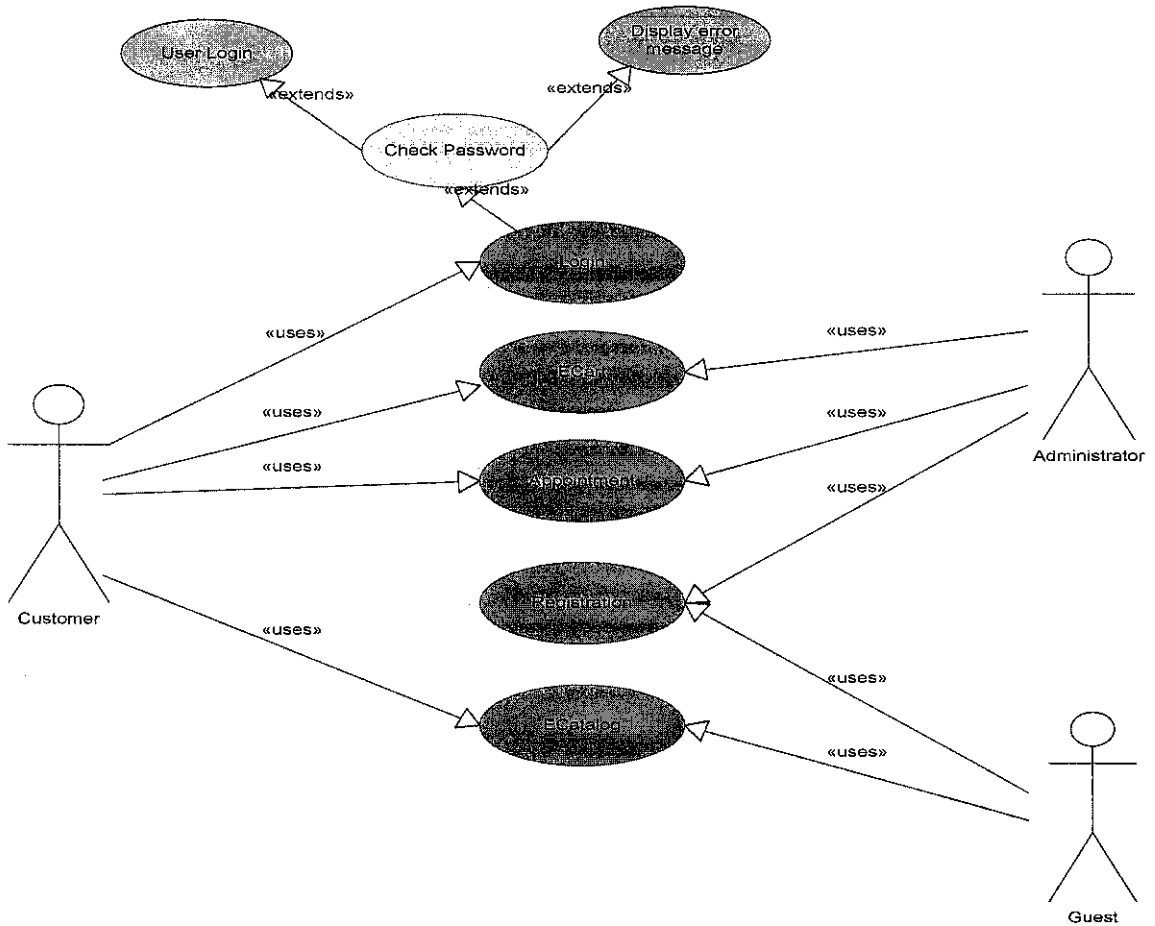 User Login
Display error
message
«extends»
«extends»
Check Password
«extends»
Login
«uses»
«uses»
ECart
«uses»
«uses»
«uses»
Appointment
Administrator
«uses»
Registration
Customer
«uses»
«uses»
ECatalog
«uses»
Guest